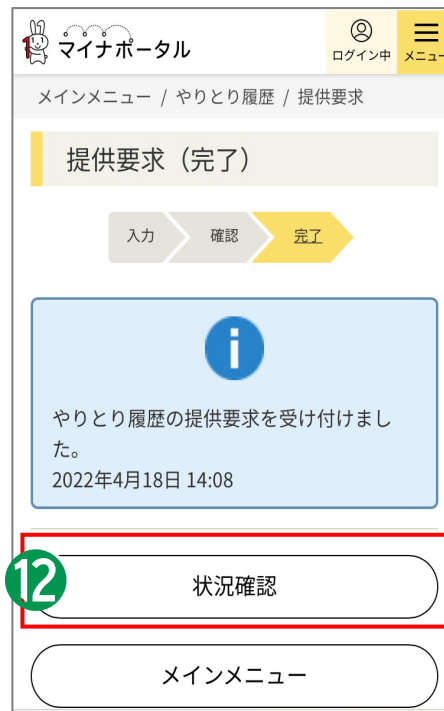 マイナポータル
ログイン中
メニュー
メインメニュー / やりとり履歴 / 提供要求
提供要求（完了）
入力
確認
完了
やりとり履歴の提供要求を受け付けまし
た。
2022年4月18日 14:08
12
状況確認
メインメニュー